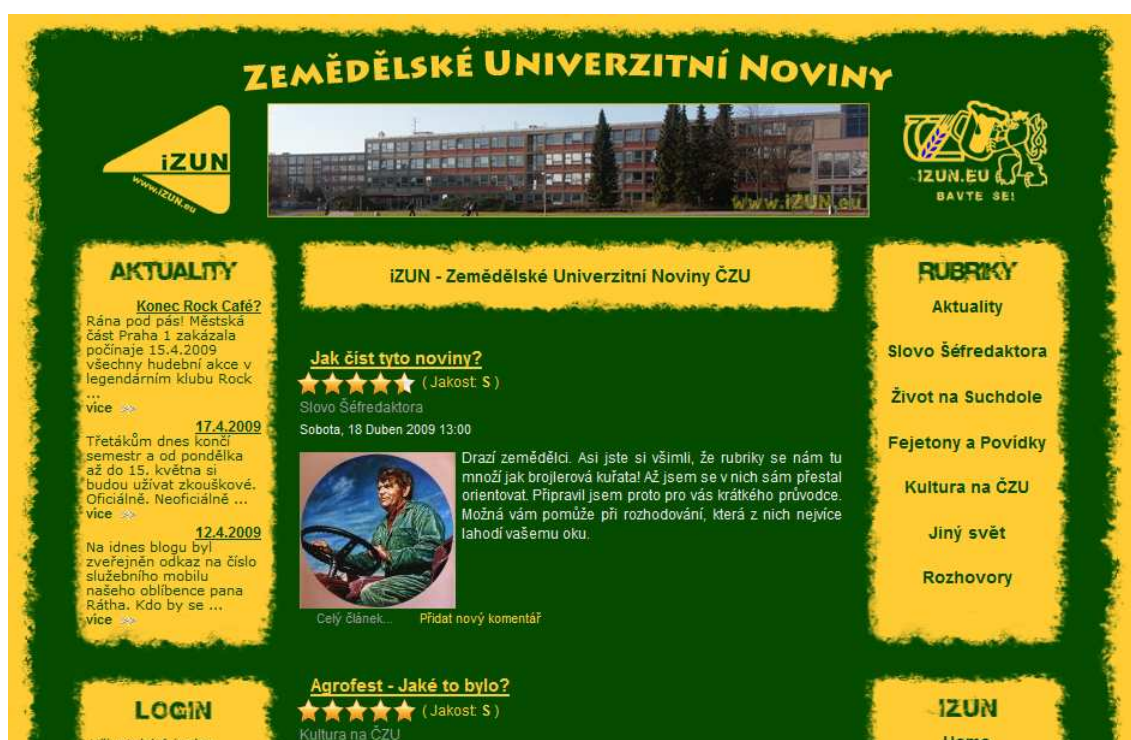 ZEMĚDĚLSKÉ UNIVERZITNÍ NOVINY
iZUN
www.iZUN.eu
www.iZUN.eu
IZUN.EU
BAVTE SE!
AKTUALITY
Konec Rock Café?
Rána pod pás! Městská
část Praha 1 zakázala
počínaje 15.4.2009
všechny hudební akce v
legendárním klubu Rock
...
více >>
17.4.2009
Třetákům dnes končí
semestr a od pondělka
až do 15. května si
budou užívat zkouškové.
Oficiálně. Neoficiálně ...
více >>
12.4.2009
Na idnes blogu byl
zveřejněn odkaz na číslo
služebního mobilu
našeho oblíbence pana
Rátha. Kdo by se ...
více >>
LOGIN
iZUN - Zemědělské Univerzitní Noviny ČZU
Jak číst tyto noviny?
( Jakost: S )
Slovo Šéfredaktora
Sobota, 18 Duben 2009 13:00
Drazí zemědělci. Asi jste si všimli, že rubriky se nám tu
množí jak brojlerová kuřata! Až jsem se v nich sám přestal
orientovat. Připravil jsem proto pro vás krátkého průvodce.
Možná vám pomůže při rozhodování, která z nich nejvíce
lahodí vašemu oku.
Celý článek... Přidat nový komentář
Agrofest - Jaké to bylo?
( Jakost: S )
Kultura na ČZU
RUBRIKY
Aktuality
Slovo Šéfredaktora
Život na Suchdole
Fejetony a Povídky
Kultura na ČZU
Jiný svět
Rozhovory
IZUN
Home